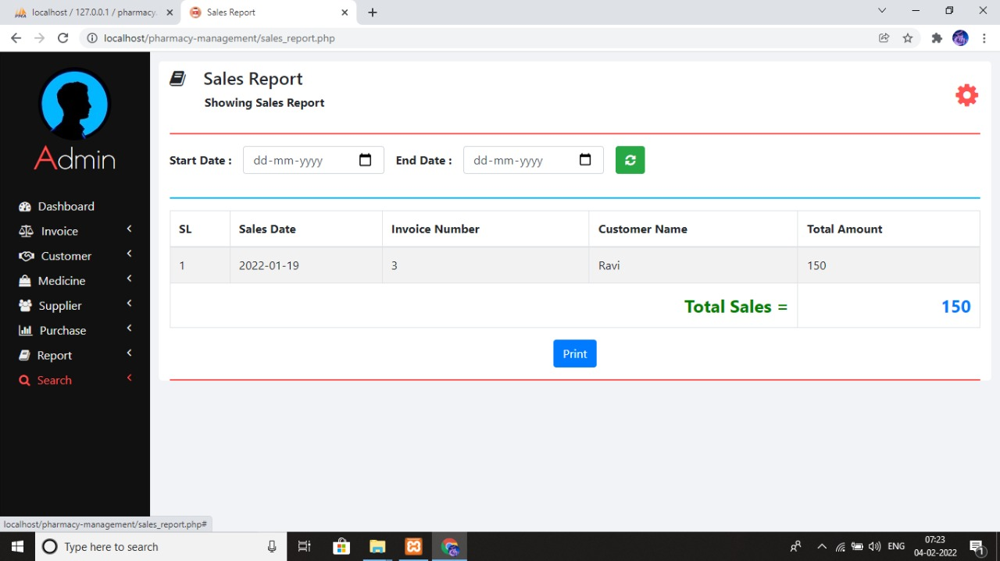 localhost / 127.0.0.1 / pharmacy
Sales Report
localhost/pharmacy-management/sales_report.php
Admin
Dashboard
Invoice
Customer
Medicine
Supplier
Purchase
Report
Search
Sales Report
Showing Sales Report
Start Date : dd-mm-yyyy End Date : dd-mm-yyyy
SL Sales Date Invoice Number Customer Name Total Amount
1 2022-01-19 3 Ravi 150
Total Sales = 150
Print
localhost/pharmacy-management/sales_report.php#
Type here to search
ENG
07:23
04-02-2022
1